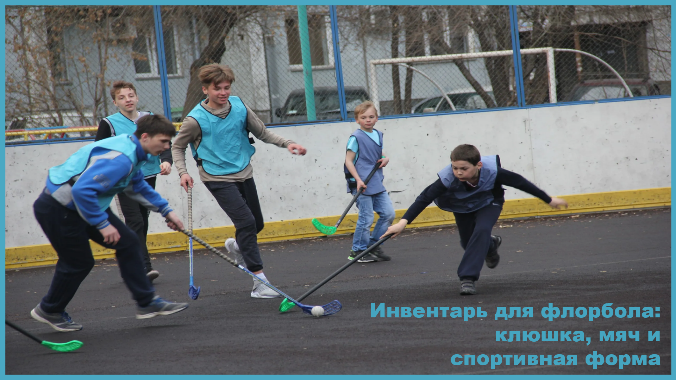 Инвентарь для флорбола:
клюшка, мяч и
спортивная форма